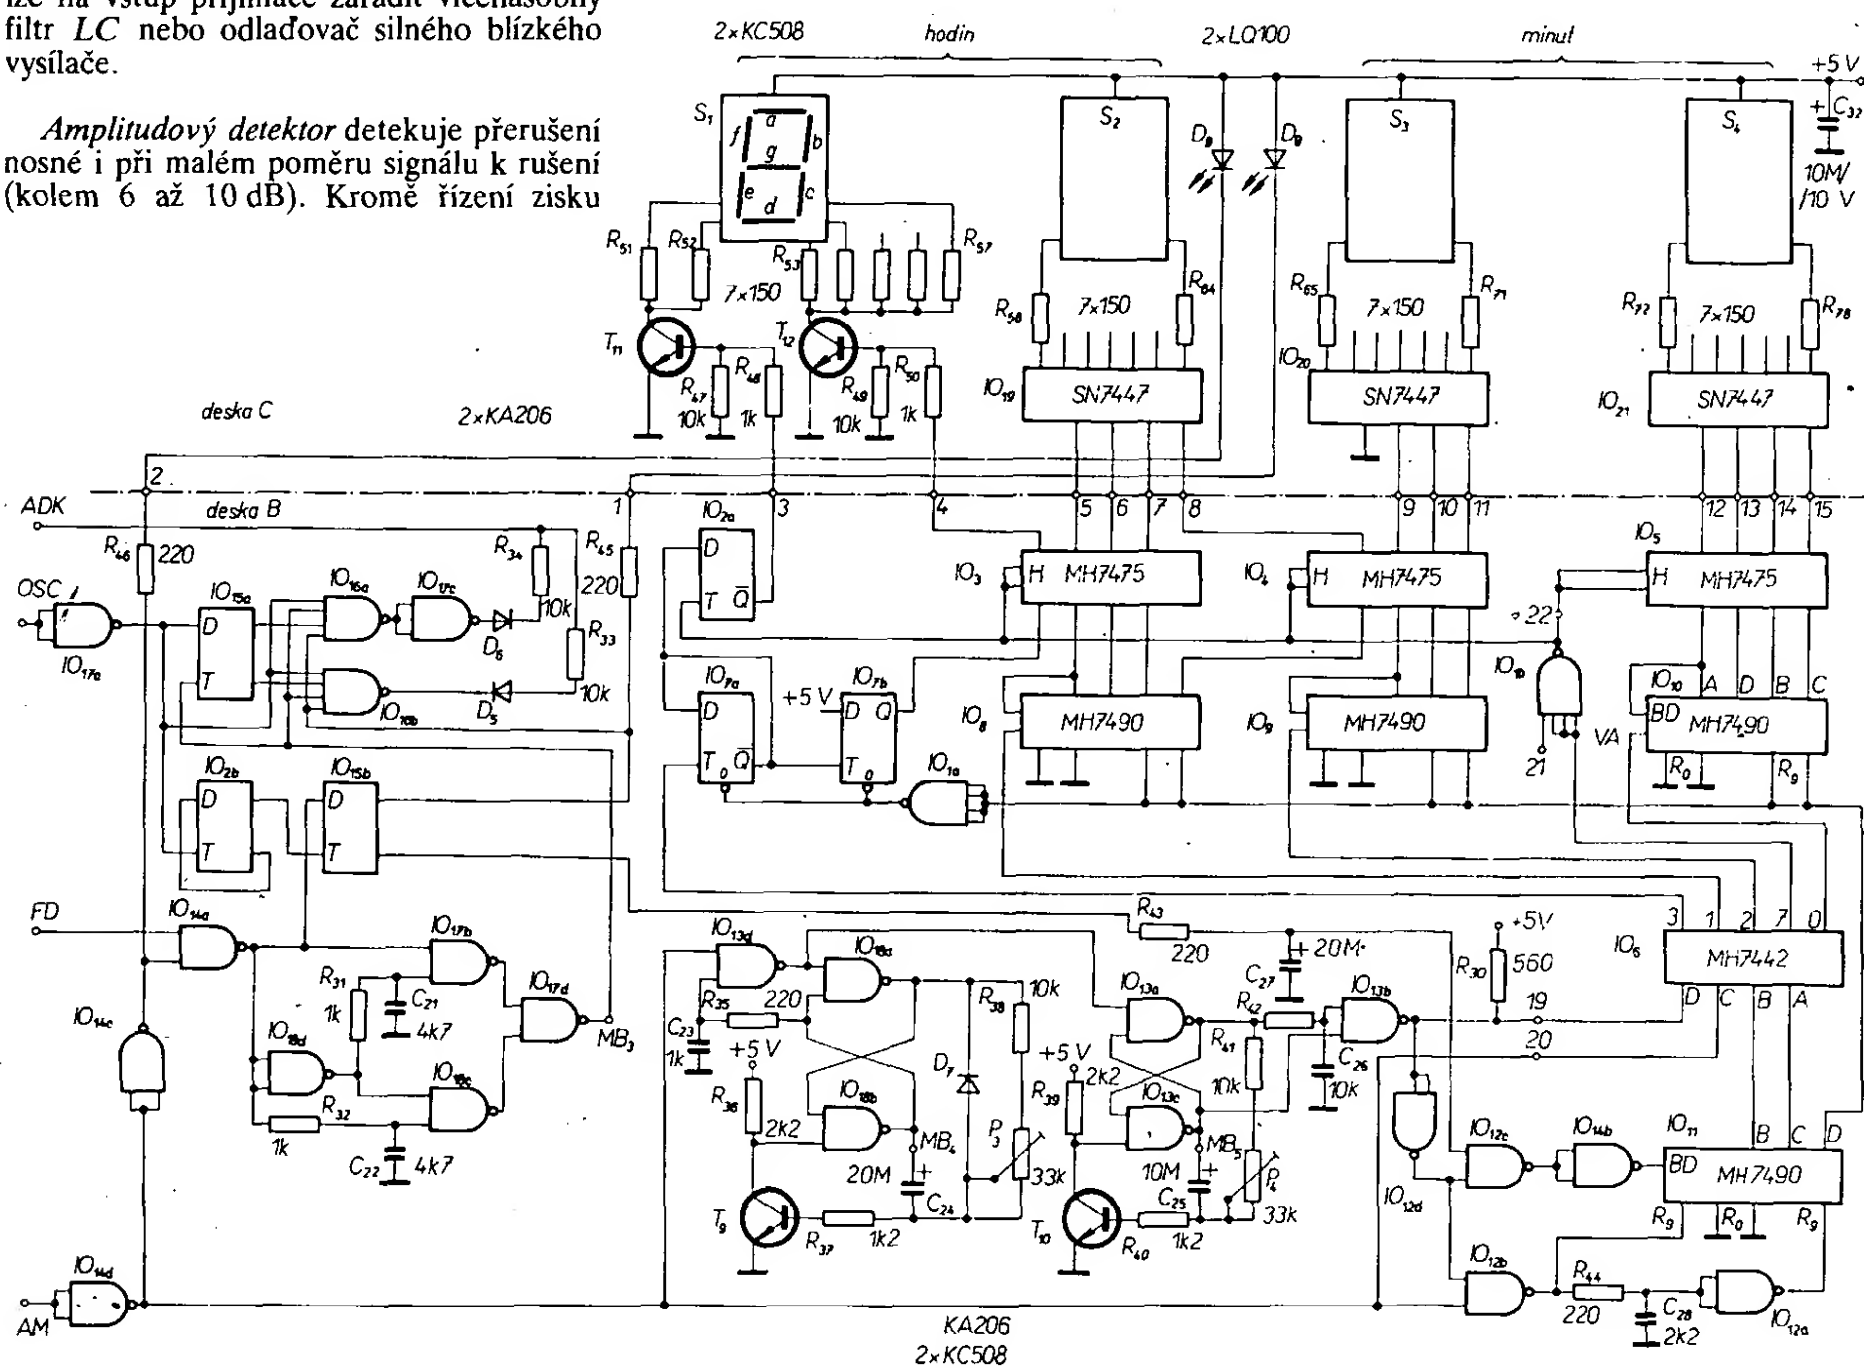 lze na vstup přijímače zařadit vícenásobný
filtr LC nebo odlaďovač silného blízkého
vysílače.
Amplitudový detektor detekuje přerušení
nosné i při malém poměru signálu k rušení
(kolem 6 až 10 dB). Kromě řízení zisku
2×KC508 hodin 2×LQ100 minut
+5 V
S1 a b c d e f g S2 D8 D9 S3 S4 + C32
10M/
/10 V
R51 R52 R53 R57
7×150
R58 7×150 R64 R65 7×150 R71 R72 7×150 R78
T11 T12
R47 10k R48 1k R49 10k R50 1k
IO19 SN7447 IO20 SN7447 IO21 SN7447
deska C 2×KA206
2 1 3 4 5 6 7 8 9 10 11 12 13 14 15
ADK deska B
R46 220 R34 10k R45 220 IO2a D T Q
IO3 H MH7475 IO4 H MH7475 IO5 H MH7475
OSC IO17a IO15a D T IO16a IO17c D6 R33 10k
IO16b D5
22
IO1b 21
IO7a D T Q 0 +5 V IO7b D Q T 0 IO1a
IO8 MH7490 IO9 MH7490 VA IO10 A D B C
BD MH7490
R0 R9
IO2b D T IO15b D T
FD IO14a IO17b
R31 1k C21 4k7 IO17d MB3
IO14c IO18d IO18c
R32 1k C22 4k7
IO14d AM
IO13d IO18a R35 220 C23 1k
+5 V R36 2k2 IO18b MB4
20M + C24 D7 R38 10k P3 33k
T9 R37 1k2
R43 220 C27 + 20M
IO13a R42 IO13b C26 10k
+5 V R39 2k2 IO13c MB5 R41 10k
10M + C25 P4 33k
T10 R40 1k2
+5V R30 560 19 20
3 1 2 7 0
IO6 MH7442
D C B A
IO12d IO12c IO14b IO11 B C D
BD MH7490
R9 R0 R9
IO12b R44 220 C28 2k2 IO12a
KA206
2×KC508